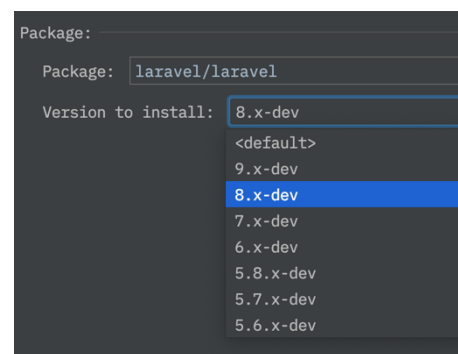 Package:
Package: laravel/laravel
Version to install: 8.x-dev
<default>
9.x-dev
8.x-dev
7.x-dev
6.x-dev
5.8.x-dev
5.7.x-dev
5.6.x-dev